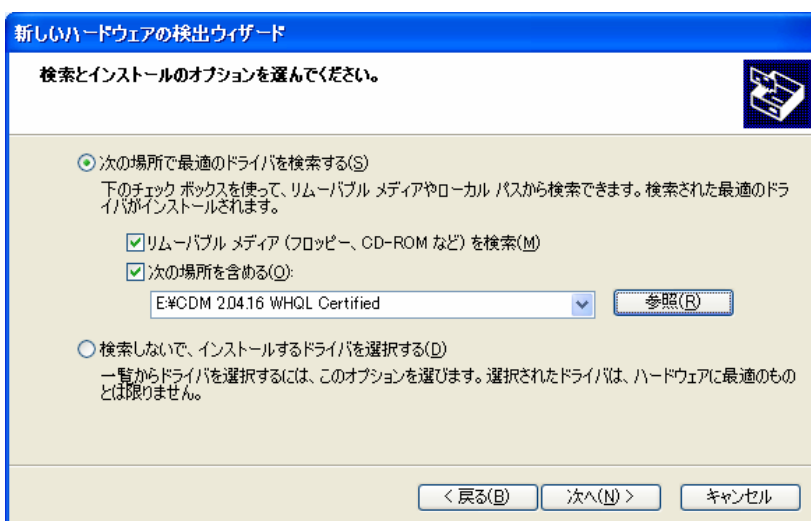 新しいハードウェアの検出ウィザード
検索とインストールのオプションを選んでください。
次の場所で最適のドライバを検索する(S)
下のチェック ボックスを使って、リムーバブル メディアやローカル パスから検索できます。検索された最適のドラ
イバがインストールされます。
リムーバブル メディア (フロッピー、CD-ROM など) を検索(M)
次の場所を含める(O):
E:¥CDM 2.04.16 WHQL Certified
参照(R)
検索しないで、インストールするドライバを選択する(D)
一覧からドライバを選択するには、このオプションを選びます。選択されたドライバは、ハードウェアに最適のもの
とは限りません。
< 戻る(B) 次へ(N) > キャンセル